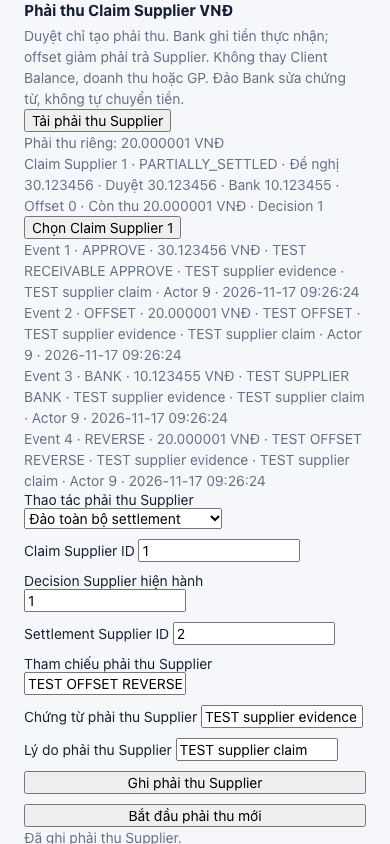 Phải thu Claim Supplier VNĐ
Duyệt chỉ tạo phải thu. Bank ghi tiền thực nhận;
offset giảm phải trả Supplier. Không thay Client
Balance, doanh thu hoặc GP. Đảo Bank sửa chứng
từ, không tự chuyển tiền.
Tải phải thu Supplier
Phải thu riêng: 20.000001 VNĐ
Claim Supplier 1 · PARTIALLY_SETTLED · Đề nghị
30.123456 · Duyệt 30.123456 · Bank 10.123455 ·
Offset 0 · Còn thu 20.000001 VNĐ · Decision 1
Chọn Claim Supplier 1
Event 1 · APPROVE · 30.123456 VNĐ · TEST
RECEIVABLE APPROVE · TEST supplier evidence ·
TEST supplier claim · Actor 9 · 2026-11-17 09:26:24
Event 2 · OFFSET · 20.000001 VNĐ · TEST OFFSET ·
TEST supplier evidence · TEST supplier claim · Actor
9 · 2026-11-17 09:26:24
Event 3 · BANK · 10.123455 VNĐ · TEST SUPPLIER
BANK · TEST supplier evidence · TEST supplier claim
· Actor 9 · 2026-11-17 09:26:24
Event 4 · REVERSE · 20.000001 VNĐ · TEST OFFSET
REVERSE · TEST supplier evidence · TEST supplier
claim · Actor 9 · 2026-11-17 09:26:24
Thao tác phải thu Supplier
Đảo toàn bộ settlement
Claim Supplier ID 1
Decision Supplier hiện hành
1
Settlement Supplier ID 2
Tham chiếu phải thu Supplier
TEST OFFSET REVERSE
Chứng từ phải thu Supplier TEST supplier evidence
Lý do phải thu Supplier TEST supplier claim
Ghi phải thu Supplier
Bắt đầu phải thu mới
Đã ghi phải thu Supplier.